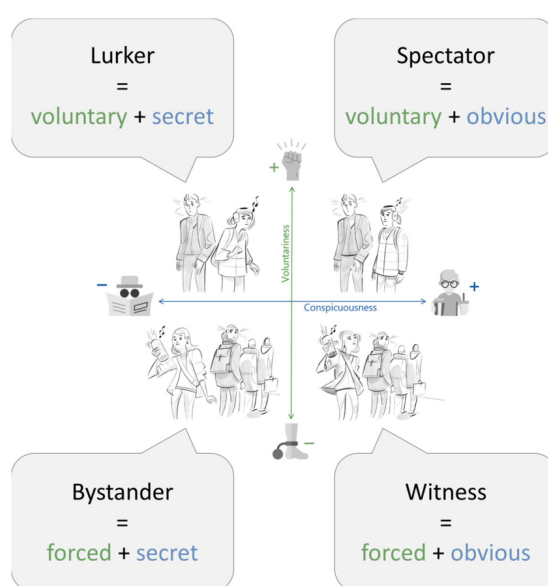 Lurker
=
voluntary + secret
Spectator
=
voluntary + obvious
+
Voluntariness
–
Conspicuousness
+
–
Bystander
=
forced + secret
Witness
=
forced + obvious